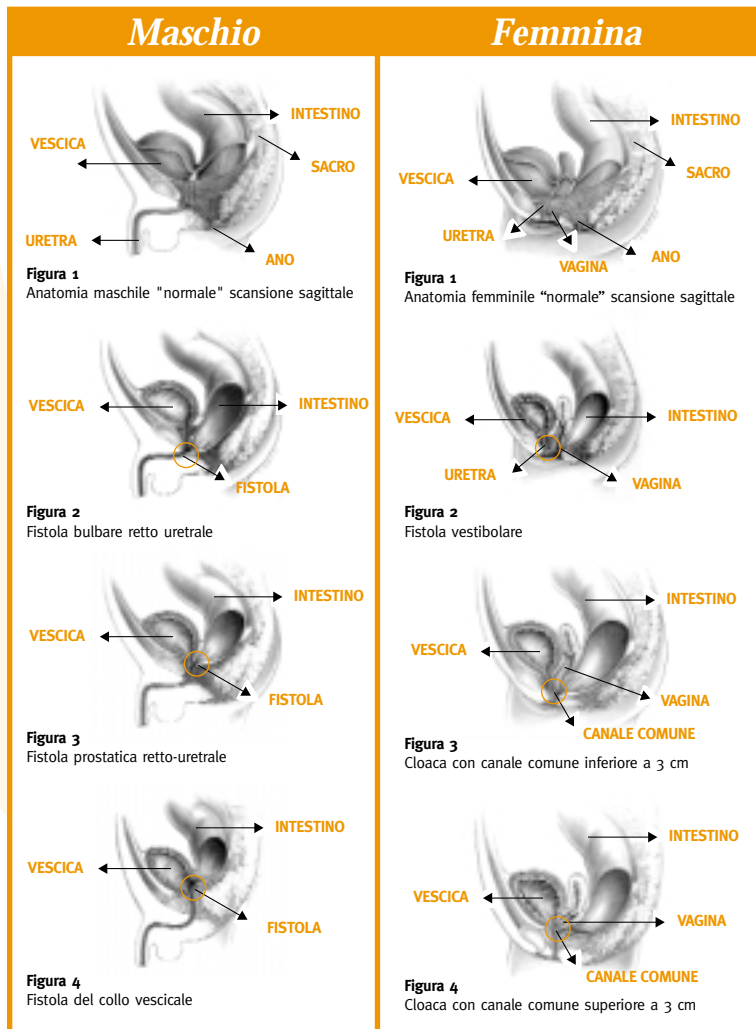 Maschio
INTESTINO
VESCICA
SACRO
URETRA
ANO
Figura 1
Anatomia maschile "normale" scansione sagittale
VESCICA
INTESTINO
FISTOLA
Figura 2
Fistola bulbare retto uretrale
INTESTINO
VESCICA
FISTOLA
Figura 3
Fistola prostatica retto-uretrale
INTESTINO
VESCICA
FISTOLA
Figura 4
Fistola del collo vescicale
Femmina
INTESTINO
SACRO
VESCICA
URETRA
ANO
VAGINA
Figura 1
Anatomia femminile “normale” scansione sagittale
VESCICA
INTESTINO
URETRA
VAGINA
Figura 2
Fistola vestibolare
INTESTINO
VESCICA
VAGINA
CANALE COMUNE
Figura 3
Cloaca con canale comune inferiore a 3 cm
INTESTINO
VESCICA
VAGINA
CANALE COMUNE
Figura 4
Cloaca con canale comune superiore a 3 cm